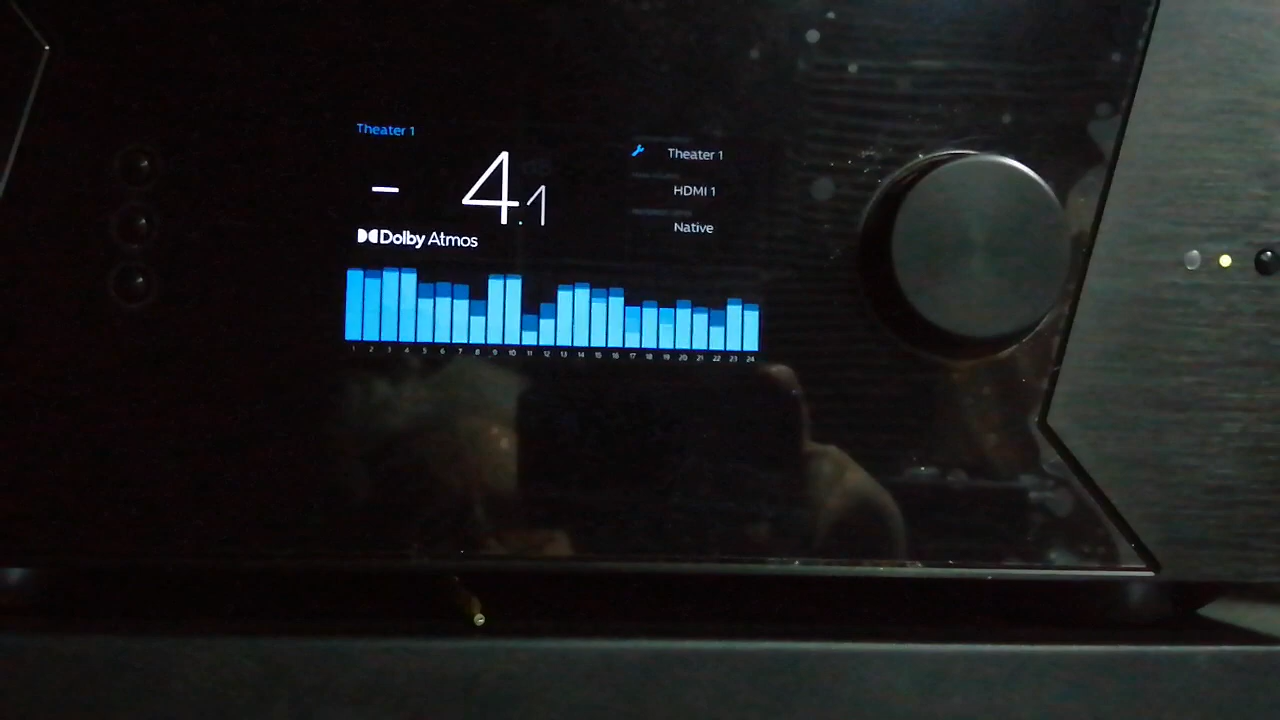 Theater 1
– 4.1
Theater 1
HDMI 1
Native
Dolby Atmos
1 2 3 4 5 6 7 8 9 10 11 12 13 14 15 16 17 18 19 20 21 22 23 24